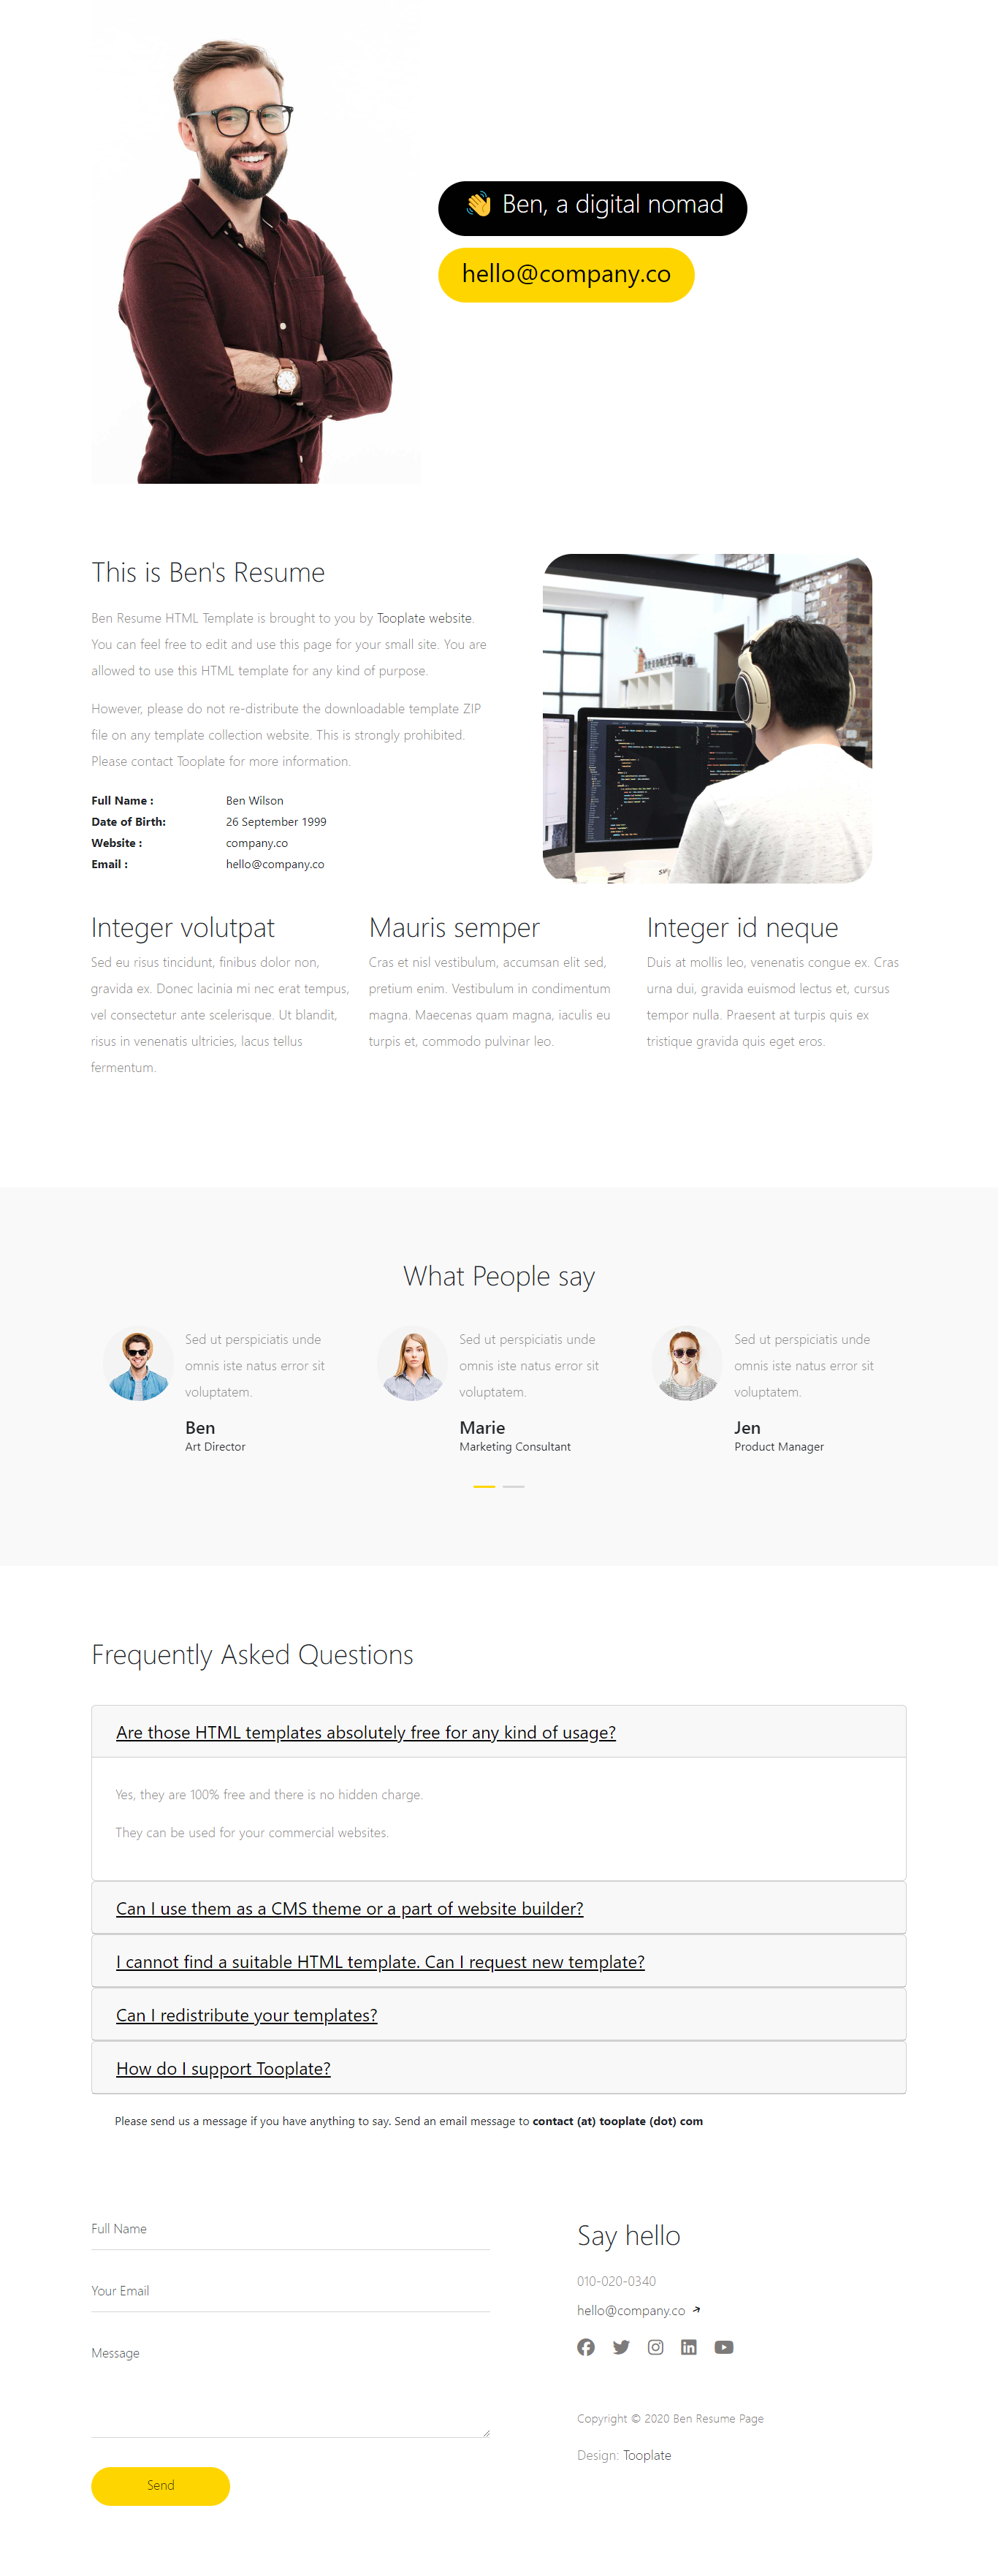 👋 Ben, a digital nomad
hello@company.co
This is Ben's Resume
Ben Resume HTML Template is brought to you by Tooplate website.
You can feel free to edit and use this page for your small site. You are
allowed to use this HTML template for any kind of purpose.
However, please do not re-distribute the downloadable template ZIP
file on any template collection website. This is strongly prohibited.
Please contact Tooplate for more information.
Full Name : Ben Wilson
Date of Birth: 26 September 1999
Website : company.co
Email : hello@company.co
Integer volutpat
Sed eu risus tincidunt, finibus dolor non,
gravida ex. Donec lacinia mi nec erat tempus,
vel consectetur ante scelerisque. Ut blandit,
risus in venenatis ultricies, lacus tellus
fermentum.
Mauris semper
Cras et nisl vestibulum, accumsan elit sed,
pretium enim. Vestibulum in condimentum
magna. Maecenas quam magna, iaculis eu
turpis et, commodo pulvinar leo.
Integer id neque
Duis at mollis leo, venenatis congue ex. Cras
urna dui, gravida euismod lectus et, cursus
tempor nulla. Praesent at turpis quis ex
tristique gravida quis eget eros.
What People say
Sed ut perspiciatis unde
omnis iste natus error sit
voluptatem.
Ben
Art Director
Sed ut perspiciatis unde
omnis iste natus error sit
voluptatem.
Marie
Marketing Consultant
Sed ut perspiciatis unde
omnis iste natus error sit
voluptatem.
Jen
Product Manager
Frequently Asked Questions
Are those HTML templates absolutely free for any kind of usage?
Yes, they are 100% free and there is no hidden charge.
They can be used for your commercial websites.
Can I use them as a CMS theme or a part of website builder?
I cannot find a suitable HTML template. Can I request new template?
Can I redistribute your templates?
How do I support Tooplate?
Please send us a message if you have anything to say. Send an email message to contact (at) tooplate (dot) com
Full Name
Your Email
Message
Send
Say hello
010-020-0340
hello@company.co
Copyright © 2020 Ben Resume Page
Design: Tooplate